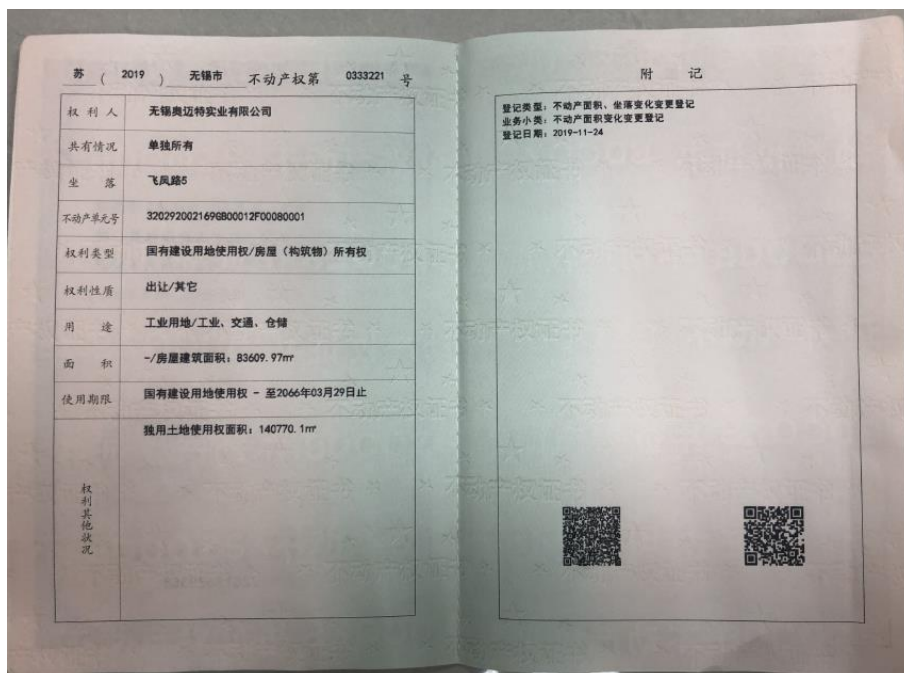 苏 ( 2019 ) 无锡市 不动产权第 0333221 号
权利人 无锡奥迈特实业有限公司
共有情况 单独所有
坐落 飞凤路5
不动产单元号 320292002169GB00012F00080001
权利类型 国有建设用地使用权/房屋（构筑物）所有权
权利性质 出让/其它
用途 工业用地/工业、交通、仓储
面积 -/房屋建筑面积：83609.97㎡
使用期限 国有建设用地使用权 - 至2066年03月29日止
权利其他状况 独用土地使用权面积：140770.1㎡
附记
登记类型：不动产面积、坐落变化变更登记
业务小类：不动产面积变化变更登记
登记日期：2019-11-24